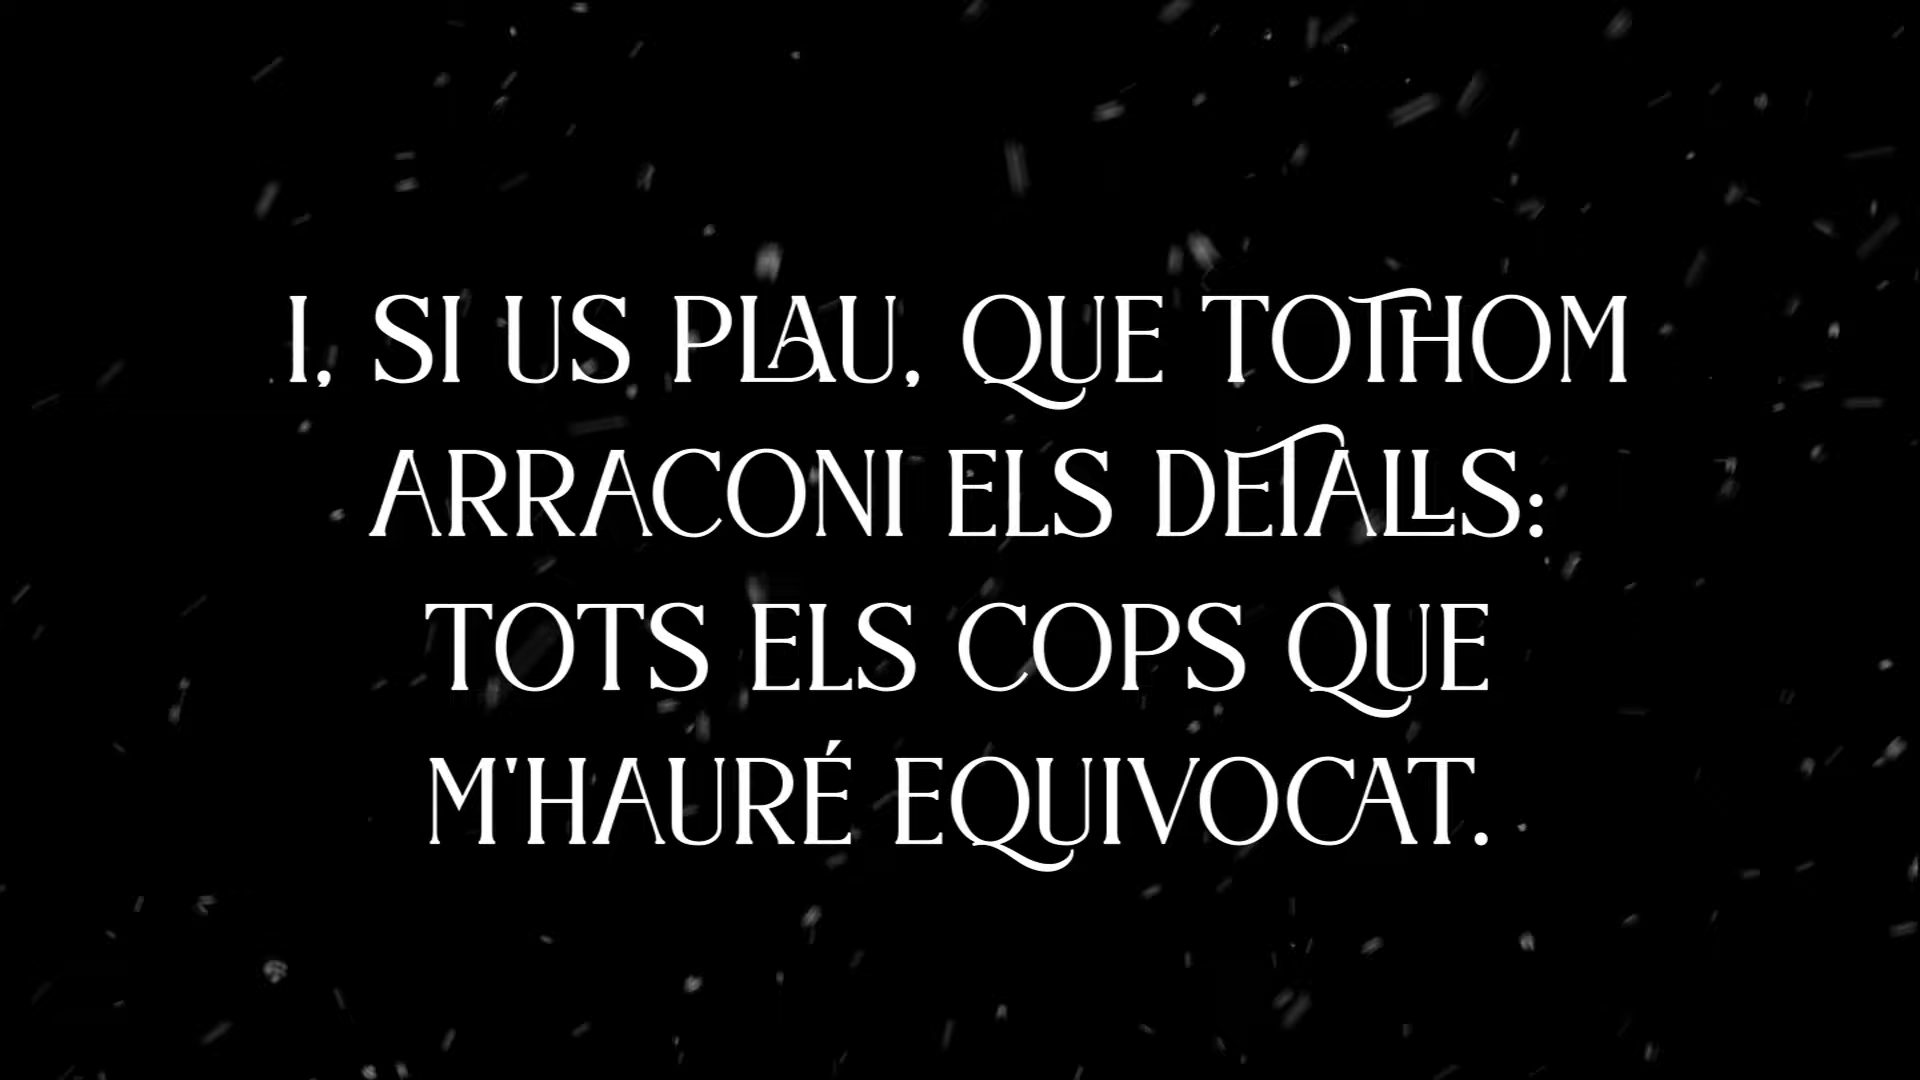 I, SI US PLAU, QUE TOTHOM
ARRACONI ELS DETALLS:
TOTS ELS COPS QUE
M'HAURÉ EQUIVOCAT.